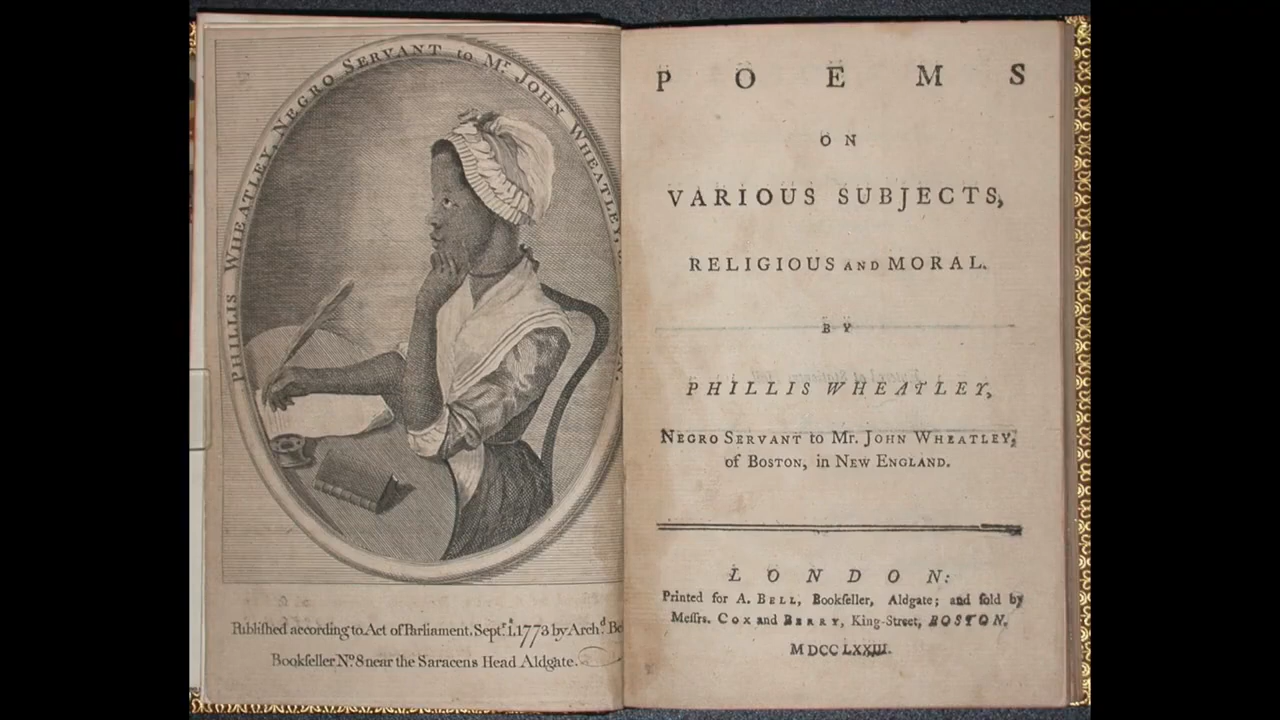 PHILLIS WHEATLEY, NEGRO SERVANT to Mr. JOHN WHEATLEY,
Publiſhed according to Act of Parliament, Septr. 1, 1773 by Archd.
Bookſeller No. 8 near the Saracens Head Aldgate.
POEMS
ON
VARIOUS SUBJECTS,
RELIGIOUS AND MORAL.
BY
PHILLIS WHEATLEY,
NEGRO SERVANT to Mr. JOHN WHEATLEY,
of BOSTON, in NEW ENGLAND.
LONDON:
Printed for A. BELL, Bookſeller, Aldgate; and ſold by
Meſſrs. COX and BERRY, King-Street, BOSTON.
MDCCLXXIII.